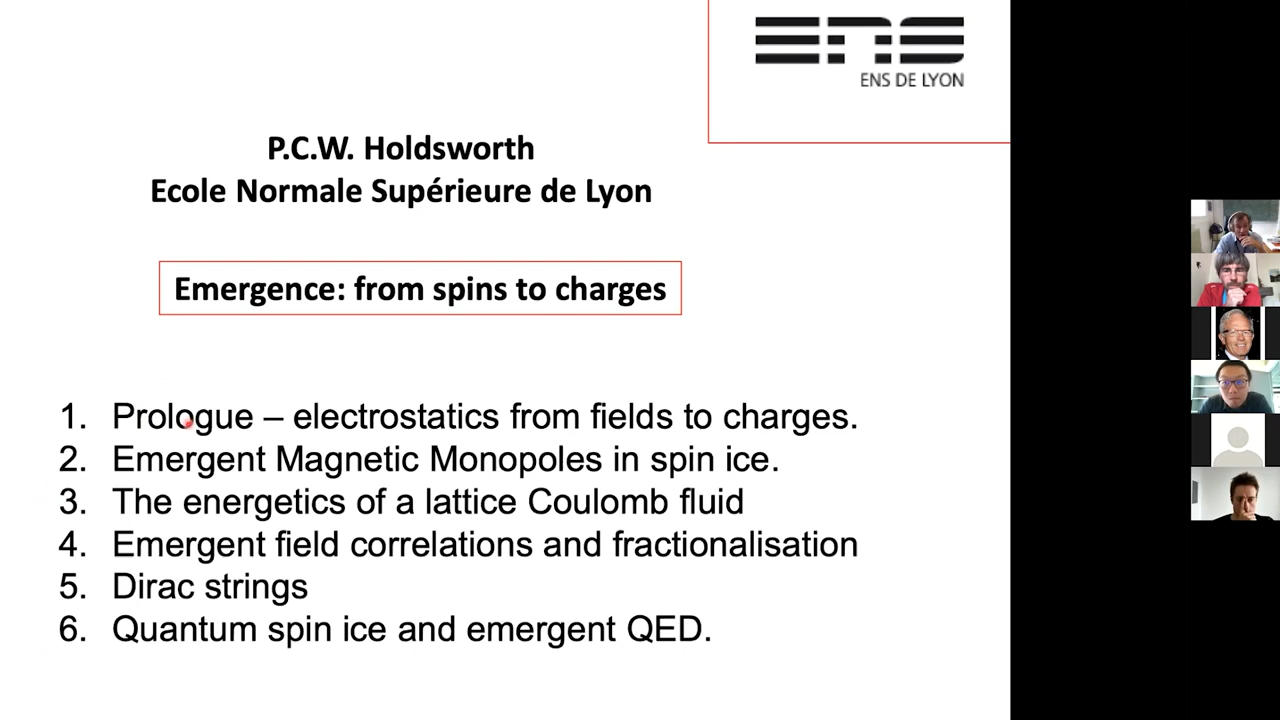 ENS
ENS DE LYON
P.C.W. Holdsworth
Ecole Normale Supérieure de Lyon
Emergence: from spins to charges
1. Prologue – electrostatics from fields to charges.
2. Emergent Magnetic Monopoles in spin ice.
3. The energetics of a lattice Coulomb fluid
4. Emergent field correlations and fractionalisation
5. Dirac strings
6. Quantum spin ice and emergent QED.